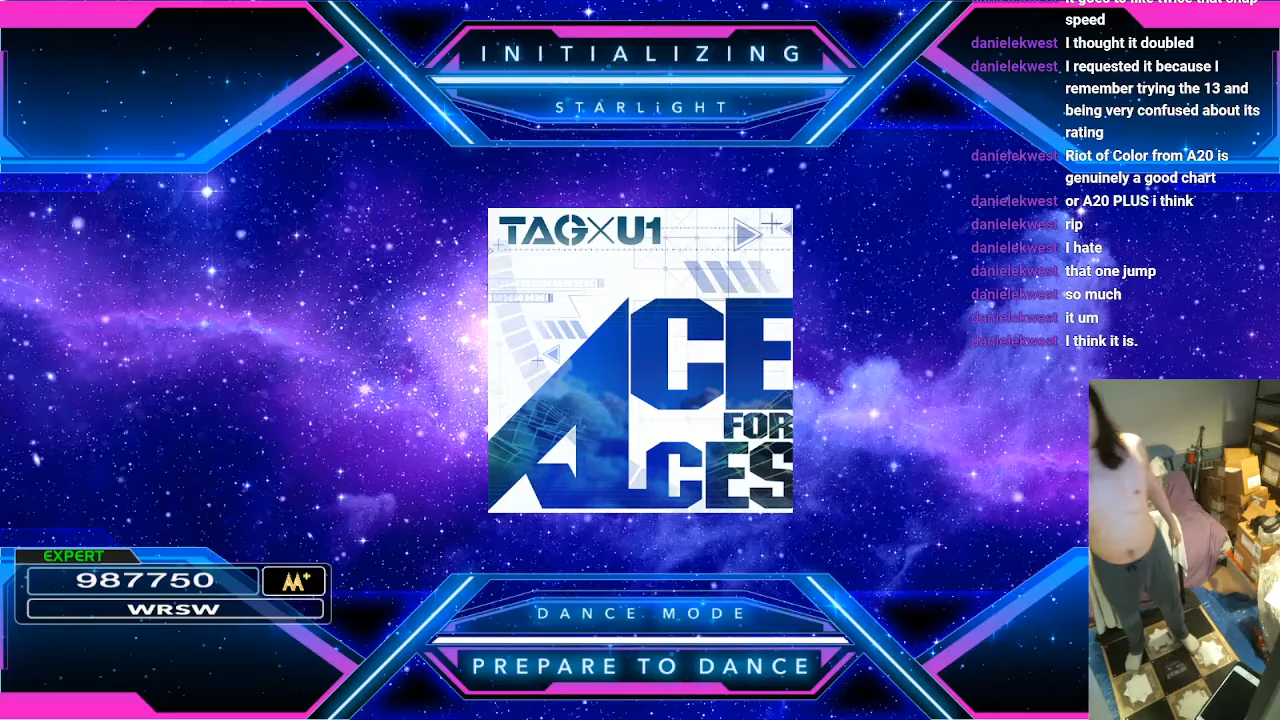 INITIALIZING
STARLiGHT
TAG×U1
ACE
FOR
ACES
EXPERT
987750
AA+
WRSW
DANCE MODE
PREPARE TO DANCE
speed
danielekwest I thought it doubled
danielekwest I requested it because I
remember trying the 13 and
being very confused about its
rating
danielekwest Riot of Color from A20 is
genuinely a good chart
danielekwest or A20 PLUS i think
danielekwest rip
danielekwest I hate
danielekwest that one jump
danielekwest so much
danielekwest it um
danielekwest I think it is.